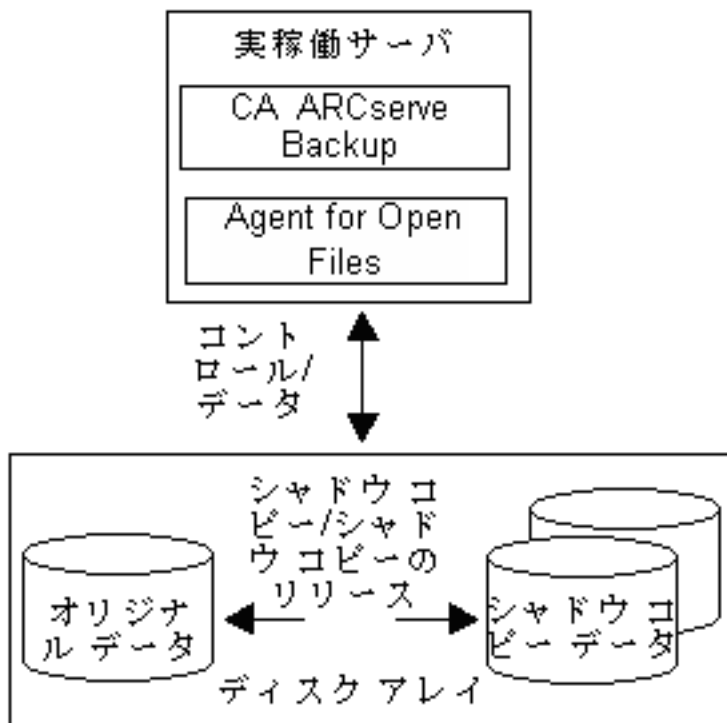 実稼働サーバ
CA ARCserve
Backup
Agent for Open
Files
コント
ロール/
データ
シャドウ コ
ピー/シャド
ウ コピーの
リリース
オリジナ
ル データ
シャドウ コ
ピー データ
ディスク アレイ